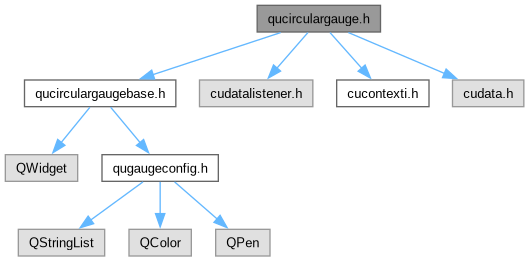 qucirculargauge.h
qucirculargaugebase.h
cudatalistener.h
cucontexti.h
cudata.h
QWidget
qugaugeconfig.h
QStringList
QColor
QPen